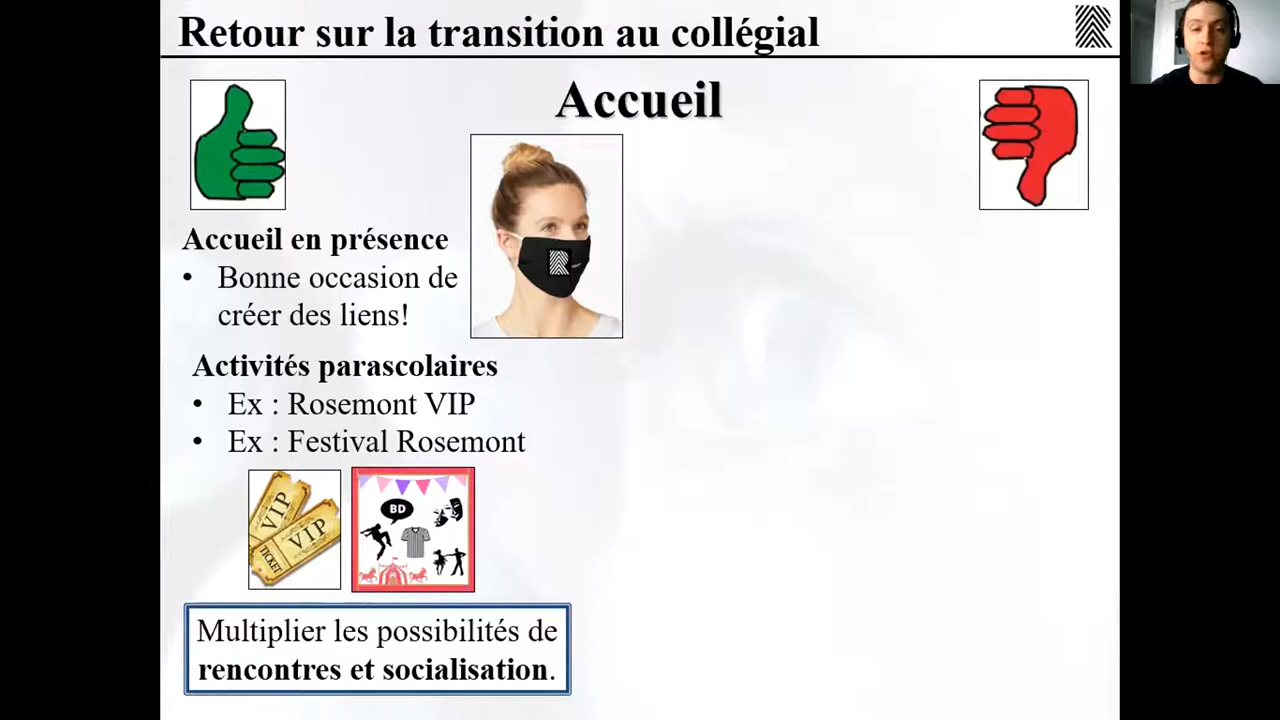 Retour sur la transition au collégial
Accueil
Accueil en présence
• Bonne occasion de
créer des liens!
Activités parascolaires
• Ex : Rosemont VIP
• Ex : Festival Rosemont
VIP
VIP
TICKET
BD
Multiplier les possibilités de
rencontres et socialisation.